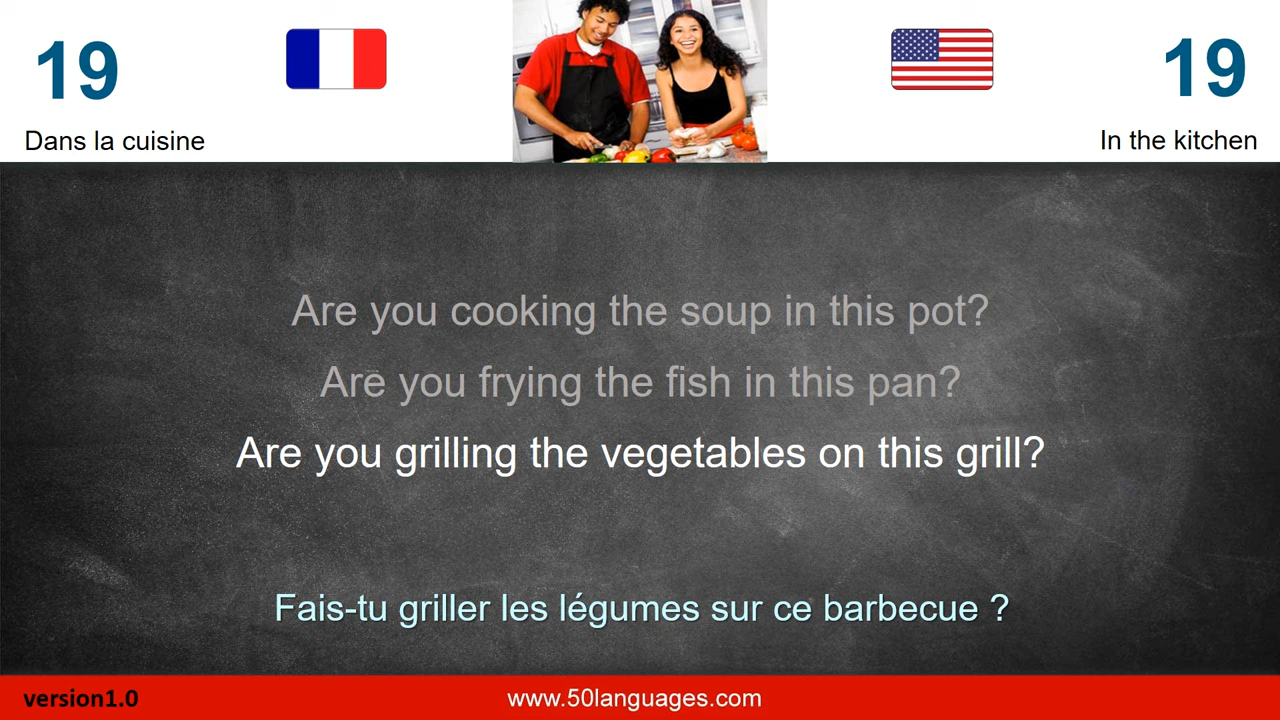 19
19
Dans la cuisine
In the kitchen
Are you cooking the soup in this pot?
Are you frying the fish in this pan?
Are you grilling the vegetables on this grill?
Fais-tu griller les légumes sur ce barbecue ?
version1.0
www.50languages.com